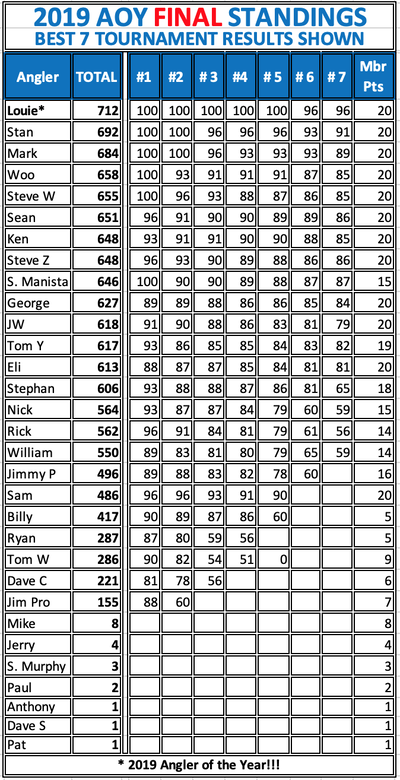 2019 AOY FINAL STANDINGS
BEST 7 TOURNAMENT RESULTS SHOWN
Angler TOTAL #1 #2 # 3 #4 # 5 # 6 # 7 Mbr Pts
Louie* 712 100 100 100 100 100 96 96 20
Stan 692 100 100 96 96 96 93 91 20
Mark 684 100 100 96 93 93 93 89 20
Woo 658 100 93 91 91 91 87 85 20
Steve W 655 100 96 93 88 87 86 85 20
Sean 651 96 91 90 90 89 89 86 20
Ken 648 93 91 91 90 90 88 85 20
Steve Z 648 96 93 90 89 88 86 86 20
S. Manista 646 100 90 90 89 88 87 87 15
George 627 89 89 88 86 86 85 84 20
JW 618 91 90 88 86 83 81 79 20
Tom Y 617 93 86 85 85 84 83 82 19
Eli 613 88 87 87 85 84 81 81 20
Stephan 606 93 88 88 87 86 81 65 18
Nick 564 93 87 87 84 79 60 59 15
Rick 562 96 91 84 81 79 61 56 14
William 550 89 83 81 80 79 65 59 14
Jimmy P 496 89 88 83 82 78 60 16
Sam 486 96 96 93 91 90 20
Billy 417 90 89 87 86 60 5
Ryan 287 87 80 59 56 5
Tom W 286 90 82 54 51 0 9
Dave C 221 81 78 56 6
Jim Pro 155 88 60 7
Mike 8 8
Jerry 4 4
S. Murphy 3 3
Paul 2 2
Anthony 1 1
Dave S 1 1
Pat 1 1
* 2019 Angler of the Year!!!